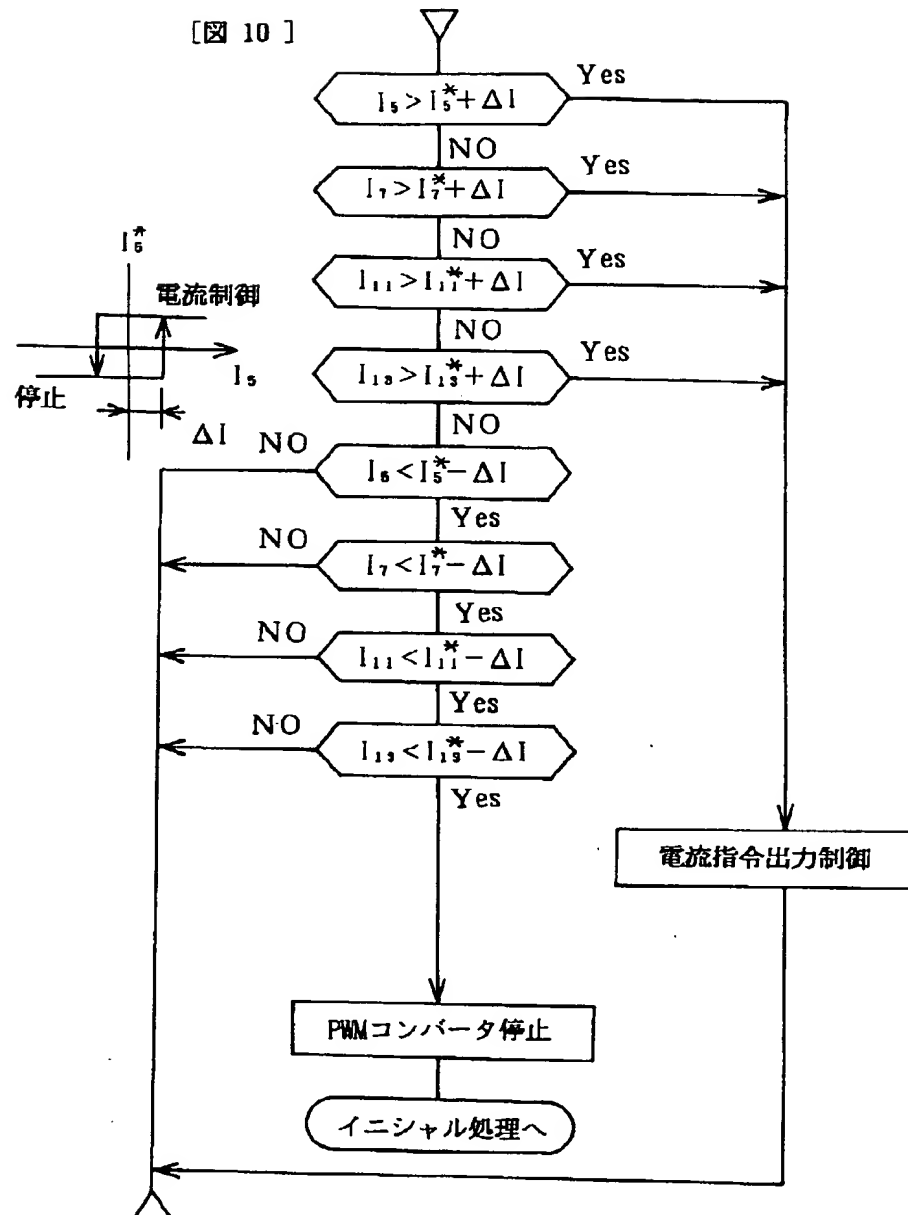 [図 10 ]
I₅>I₅*+ΔI
Yes
NO
I₇>I₇*+ΔI
Yes
NO
I₁₁>I₁₁*+ΔI
Yes
NO
I₁₃>I₁₃*+ΔI
Yes
NO
I₅*
電流制御
I₅
停止
ΔI
I₅<I₅*-ΔI
NO
Yes
I₇<I₇*-ΔI
NO
Yes
I₁₁<I₁₁*-ΔI
NO
Yes
I₁₃<I₁₃*-ΔI
NO
Yes
電流指令出力制御
PWMコンバータ停止
イニシャル処理へ